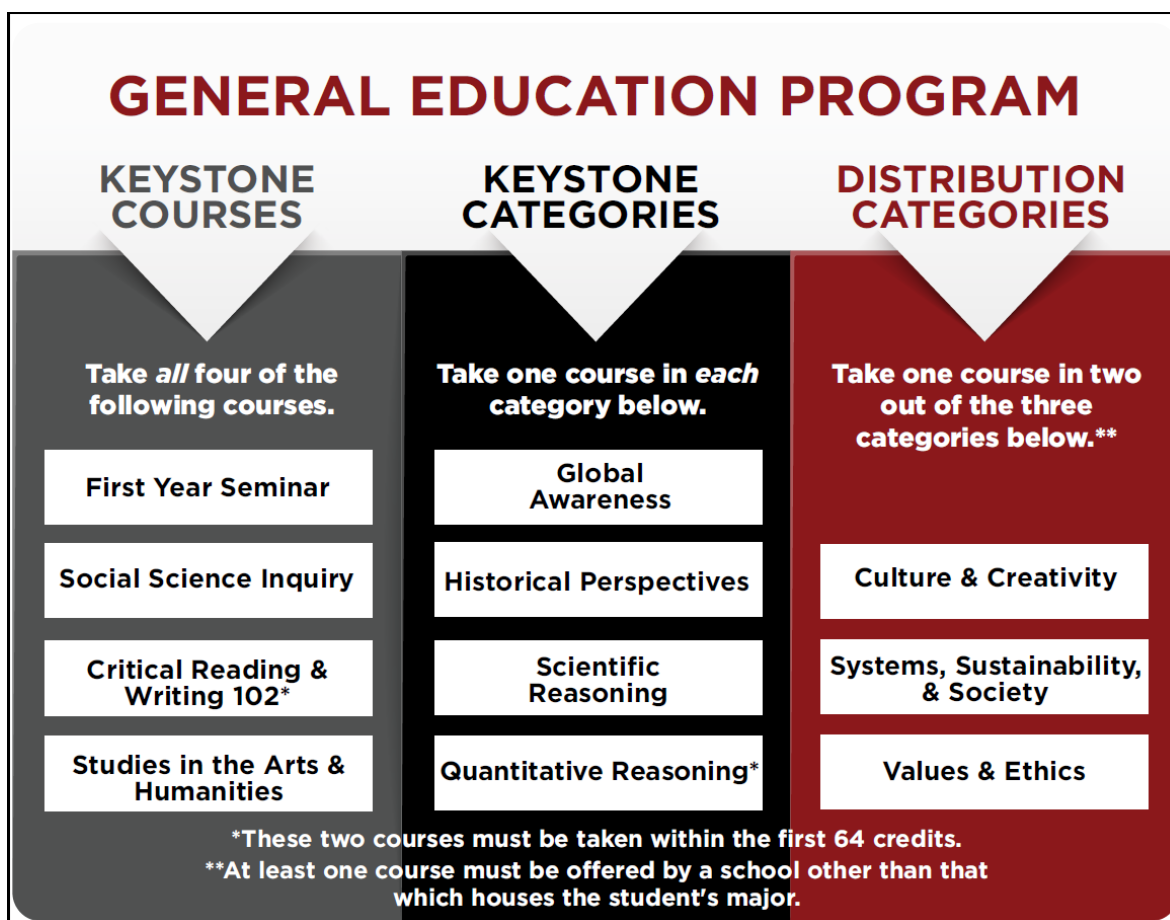 GENERAL EDUCATION PROGRAM
KEYSTONE
COURSES
Take all four of the
following courses.
First Year Seminar
Social Science Inquiry
Critical Reading &
Writing 102*
Studies in the Arts &
Humanities
KEYSTONE
CATEGORIES
Take one course in each
category below.
Global
Awareness
Historical Perspectives
Scientific
Reasoning
Quantitative Reasoning*
DISTRIBUTION
CATEGORIES
Take one course in two
out of the three
categories below.**
Culture & Creativity
Systems, Sustainability,
& Society
Values & Ethics
*These two courses must be taken within the first 64 credits.
**At least one course must be offered by a school other than that
which houses the student's major.